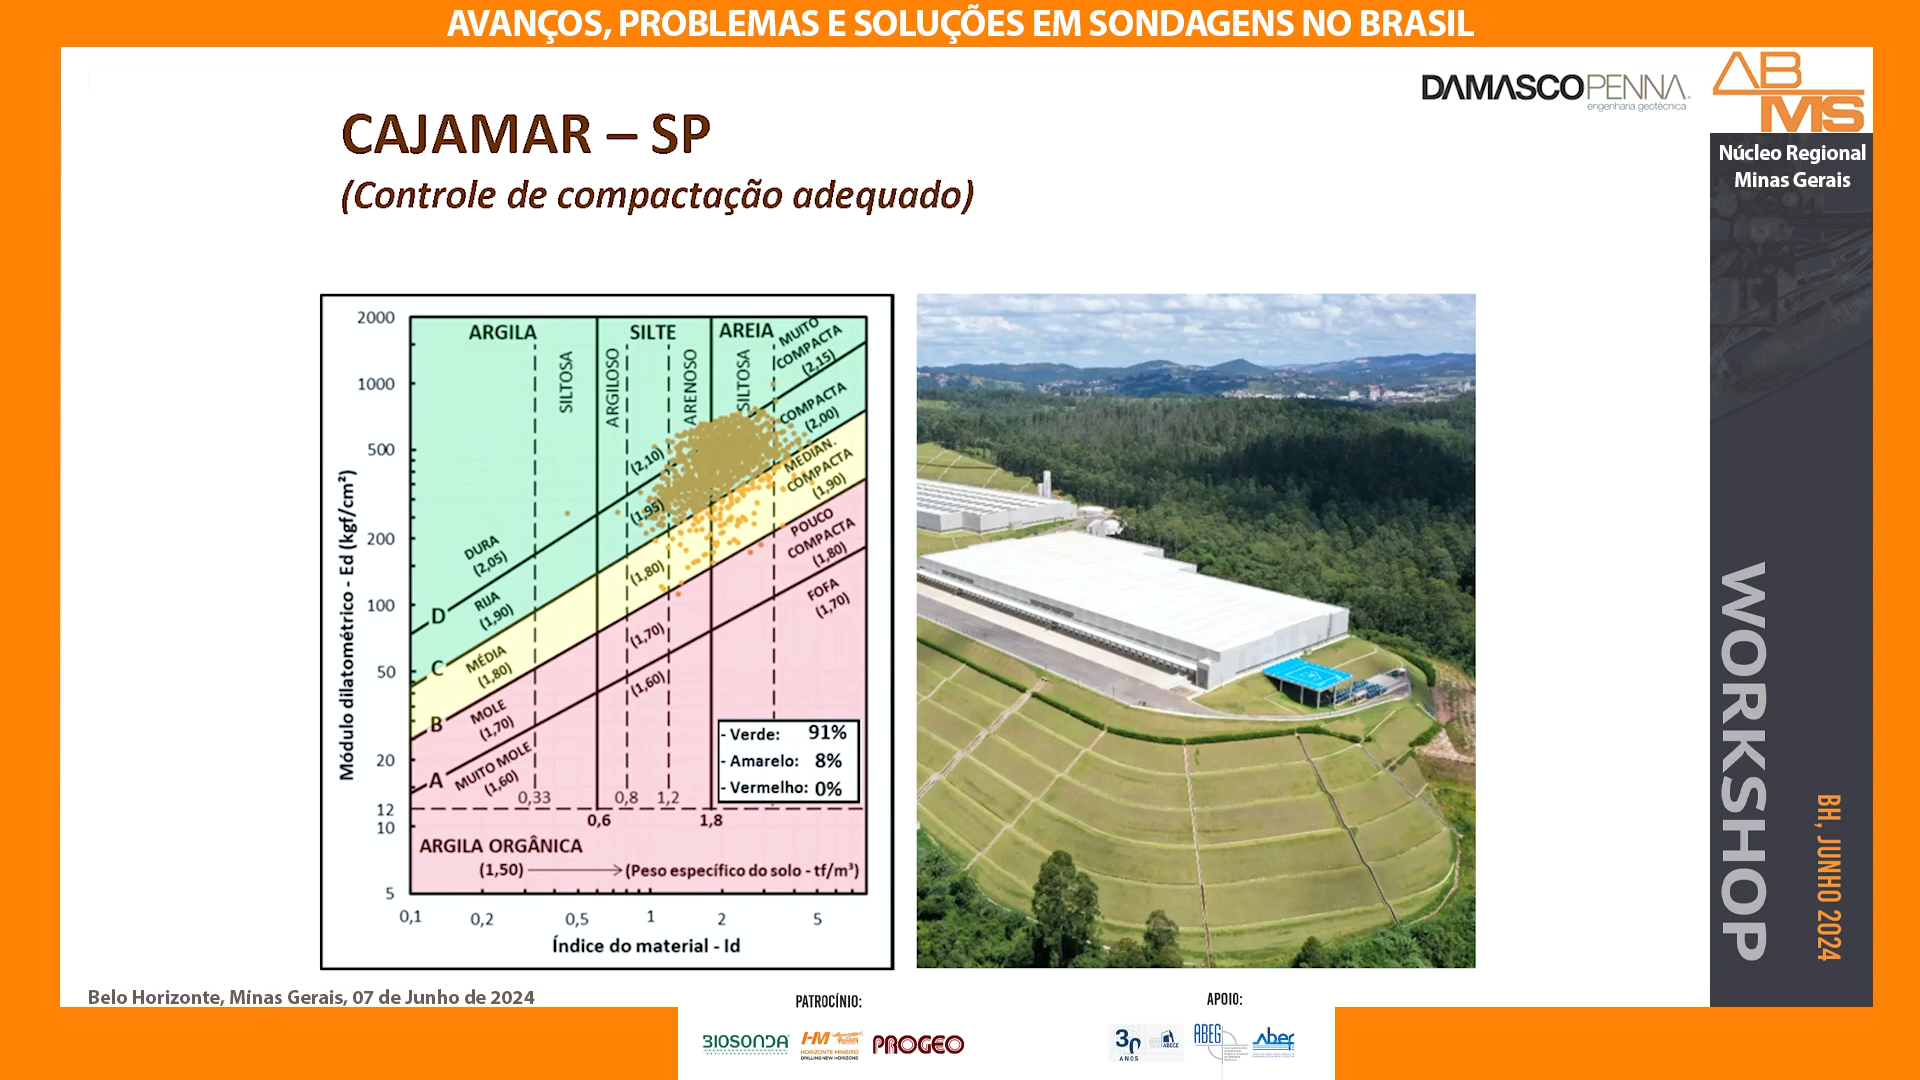 AVANÇOS, PROBLEMAS E SOLUÇÕES EM SONDAGENS NO BRASIL
DAMASCOPENNA
engenharia geotécnica
AB
MS
Núcleo Regional
Minas Gerais
CAJAMAR – SP
(Controle de compactação adequado)
Módulo dilatométrico - Ed (kgf/cm²)
2000
1000
500
200
100
50
20
12
10
5
ARGILA
SILTE
AREIA
SILTOSA
ARGILOSO
ARENOSO
SILTOSA
MUITO
COMPACTA
(2,15)
COMPACTA
(2,00)
MEDIAN.
COMPACTA
(1,90)
POUCO
COMPACTA
(1,80)
FOFA
(1,70)
(2,10)
(1,95)
(1,80)
(1,70)
(1,60)
DURA
(2,05)
D
RIJA
(1,90)
C
MÉDIA
(1,80)
B
MOLE
(1,70)
A
MUITO MOLE
(1,60)
- Verde: 91%
- Amarelo: 8%
- Vermelho: 0%
0,33
0,8
1,2
0,6
1,8
ARGILA ORGÂNICA
(1,50)
(Peso específico do solo - tf/m³)
0,1
0,2
0,5
1
2
5
Índice do material - Id
WORKSHOP
BH, JUNHO 2024
Belo Horizonte, Minas Gerais, 07 de Junho de 2024
PATROCÍNIO:
BIOSONDA
HM
HORIZONTE MINEIRO
DRILLING NEW HORIZONS
PROGEO
APOIO:
30
ANOS
ABECE
ABEG
abef